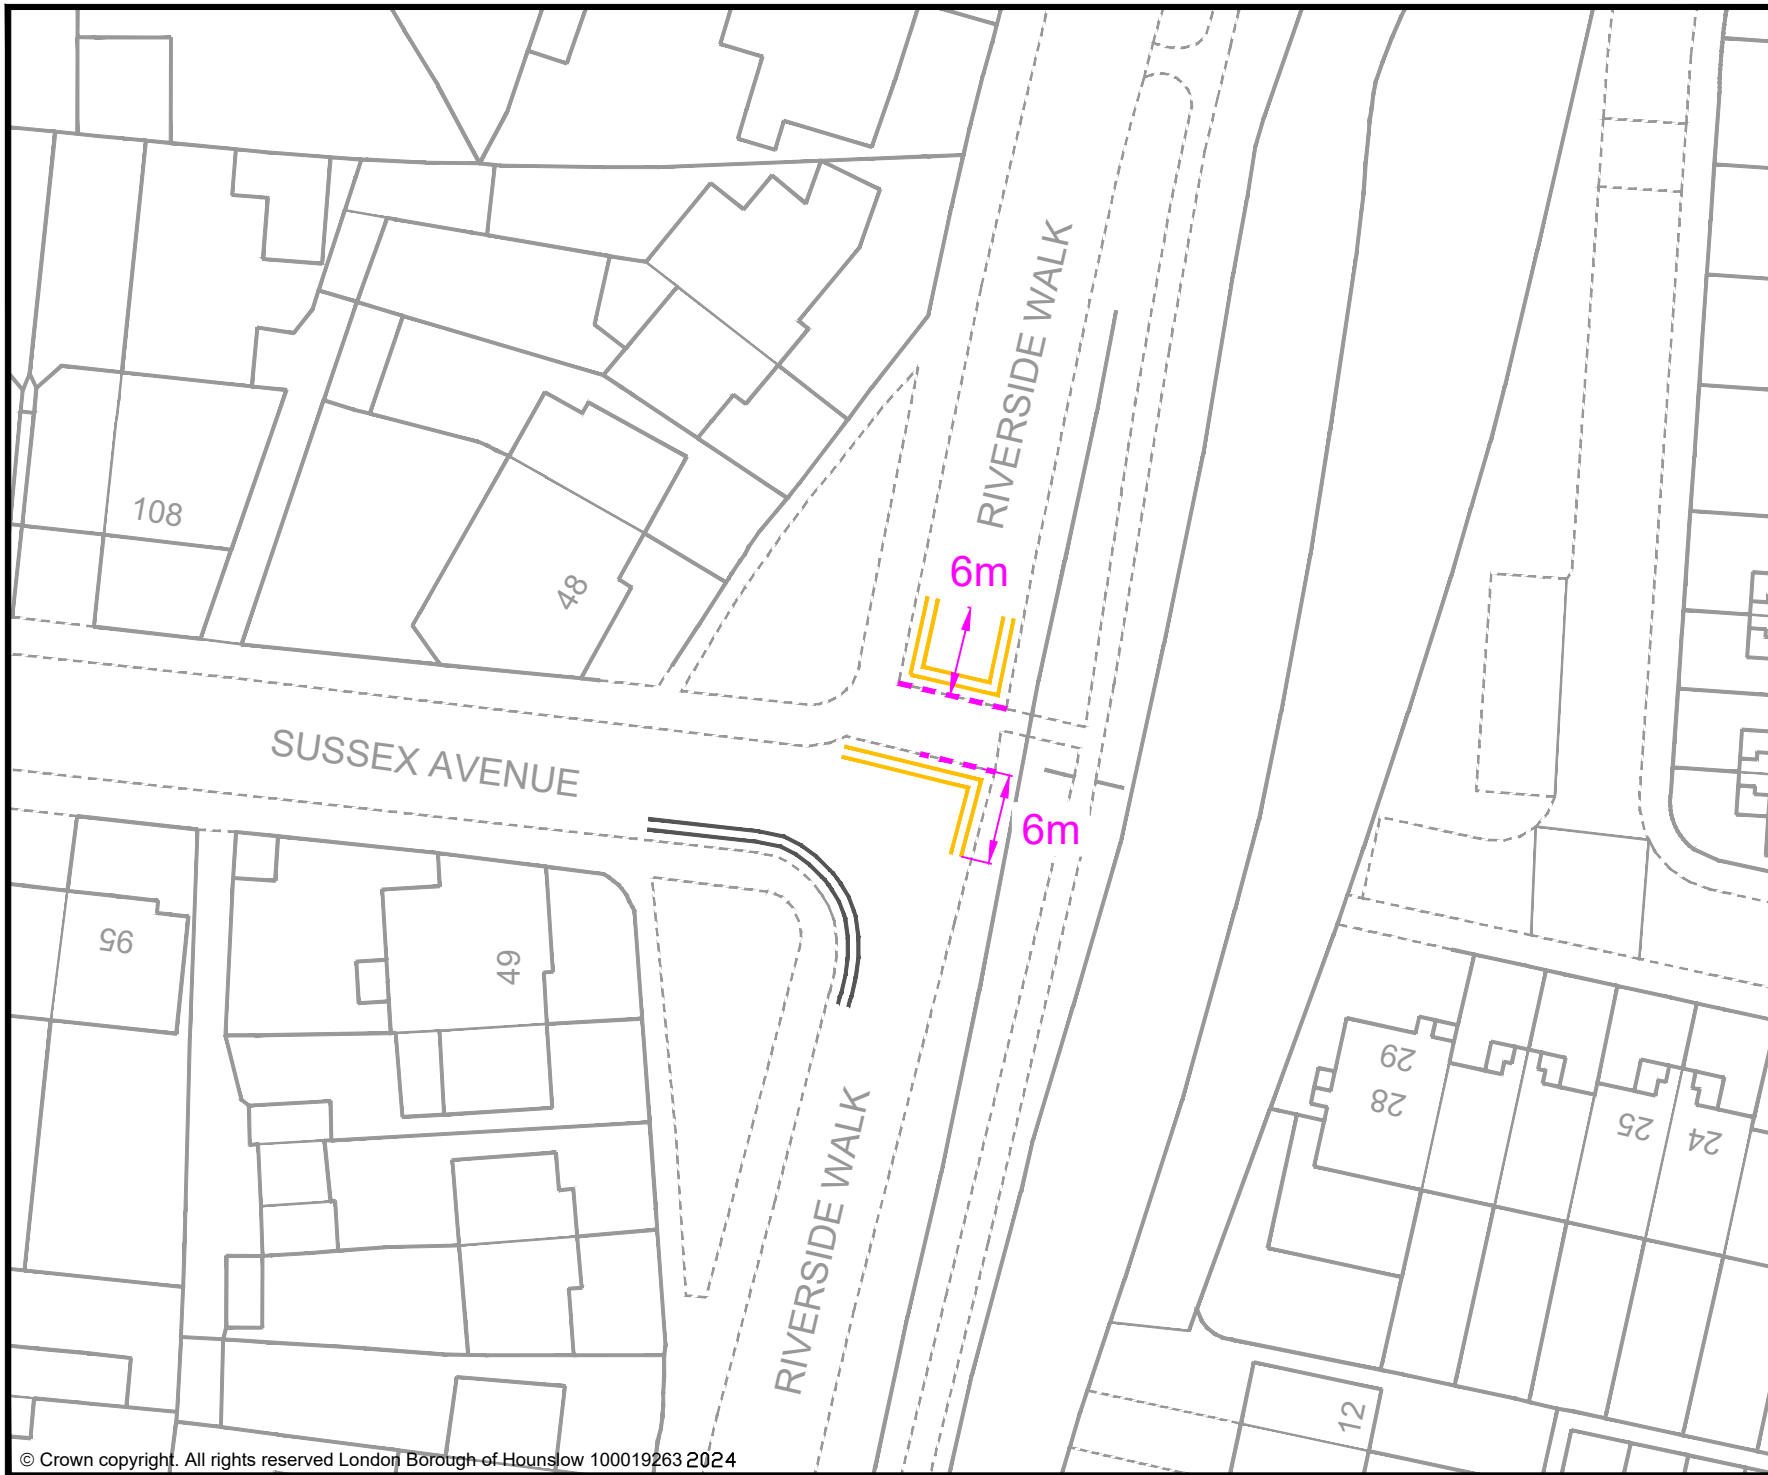 RIVERSIDE WALK
108
48
6m
SUSSEX AVENUE
6m
95
49
29
28
25
24
RIVERSIDE WALK
12
© Crown copyright. All rights reserved London Borough of Hounslow 100019263 2024